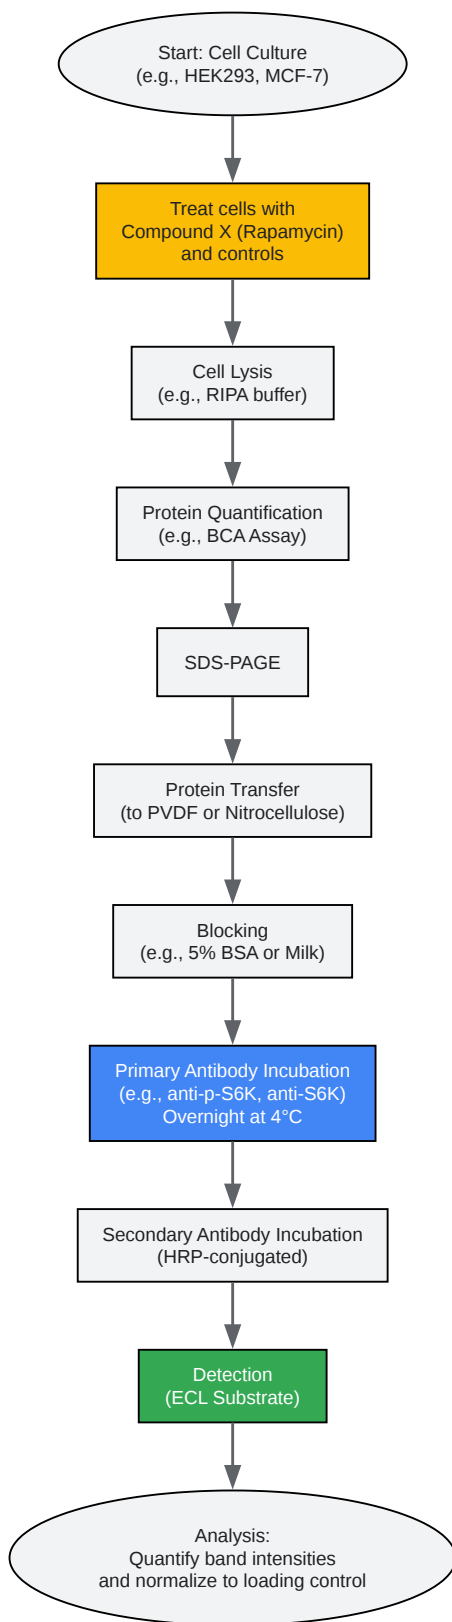 Start: Cell Culture
(e.g., HEK293, MCF-7)
Treat cells with
Compound X (Rapamycin)
and controls
Cell Lysis
(e.g., RIPA buffer)
Protein Quantification
(e.g., BCA Assay)
SDS-PAGE
Protein Transfer
(to PVDF or Nitrocellulose)
Blocking
(e.g., 5% BSA or Milk)
Primary Antibody Incubation
(e.g., anti-p-S6K, anti-S6K)
Overnight at 4°C
Secondary Antibody Incubation
(HRP-conjugated)
Detection
(ECL Substrate)
Analysis:
Quantify band intensities
and normalize to loading control